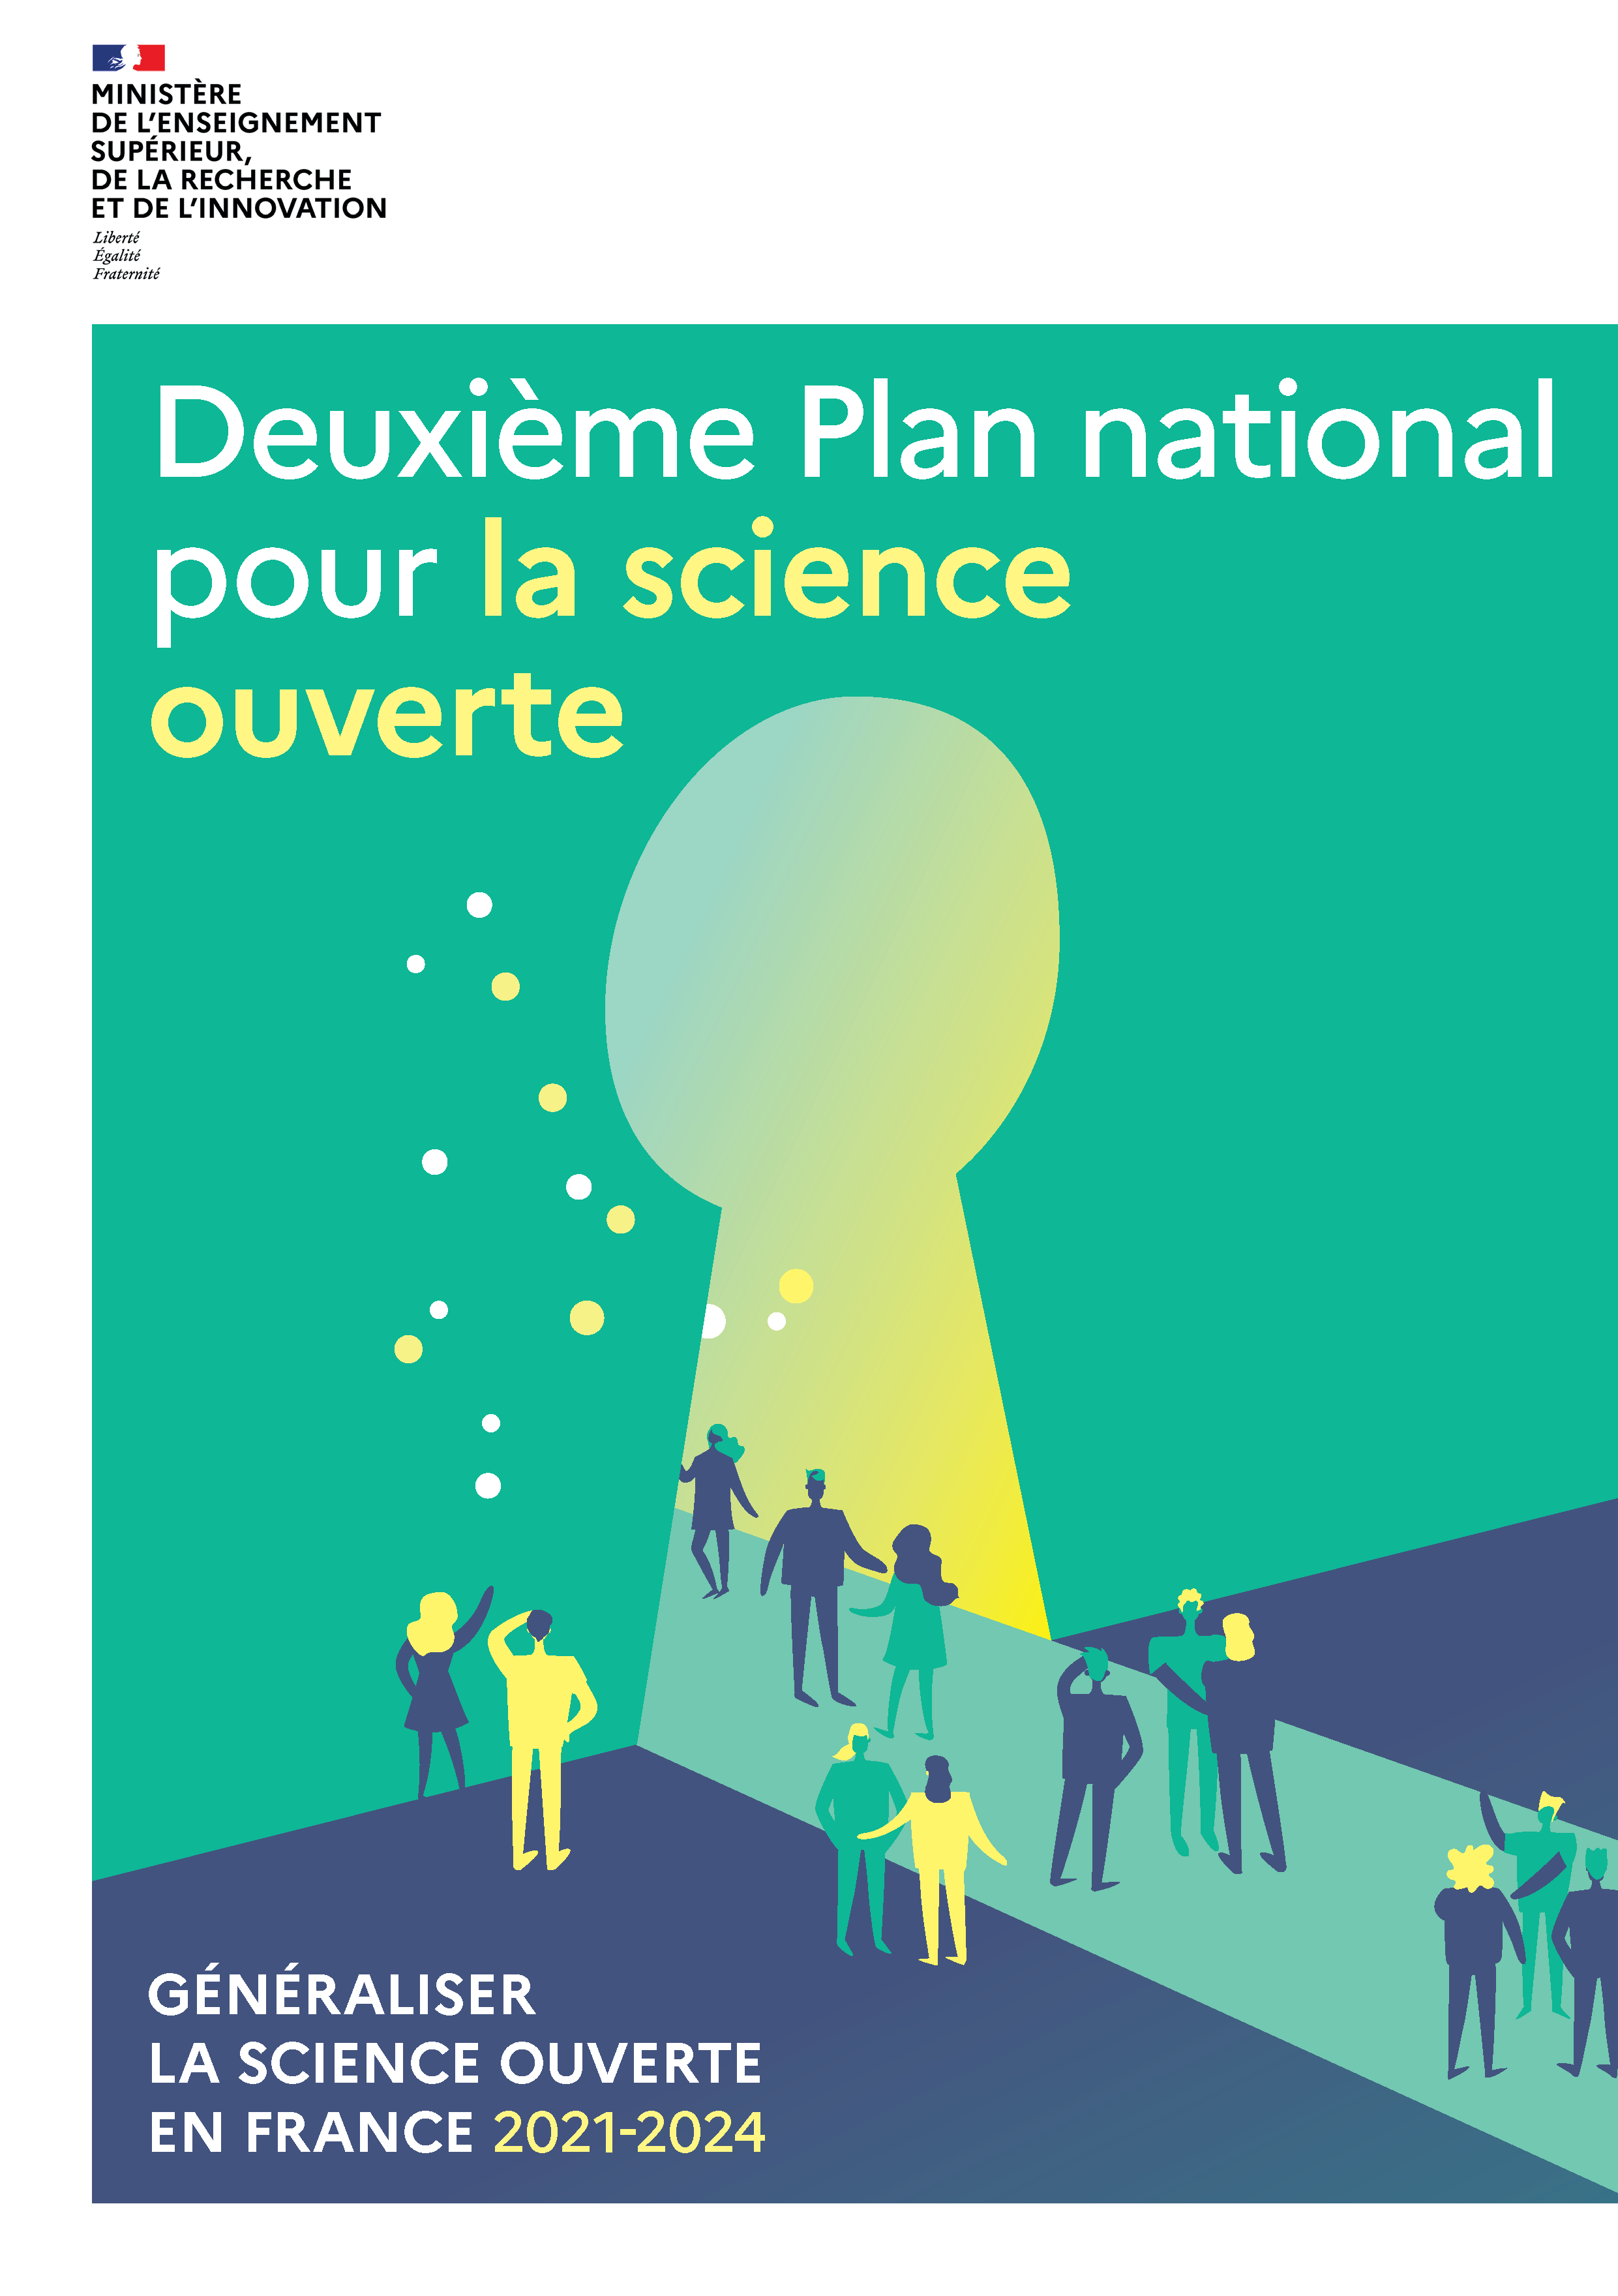 MINISTÈRE
DE L'ENSEIGNEMENT
SUPÉRIEUR,
DE LA RECHERCHE
ET DE L'INNOVATION
Liberté
Égalité
Fraternité
Deuxième Plan national
pour la science
ouverte
GÉNÉRALISER
LA SCIENCE OUVERTE
EN FRANCE 2021-2024